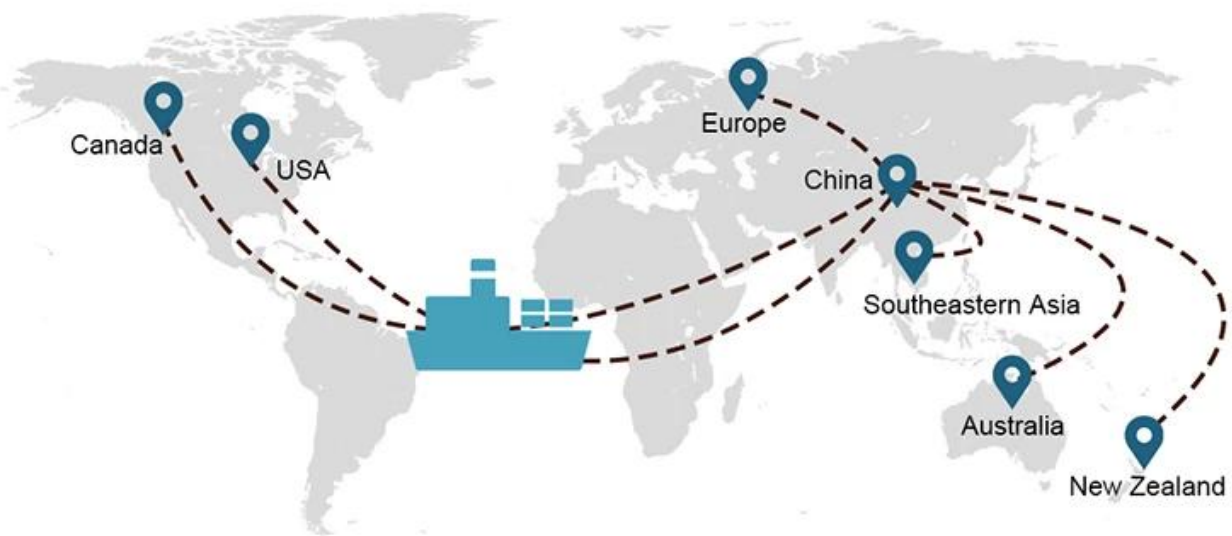 Canada
USA
Europe
China
Southeastern Asia
Australia
New Zealand